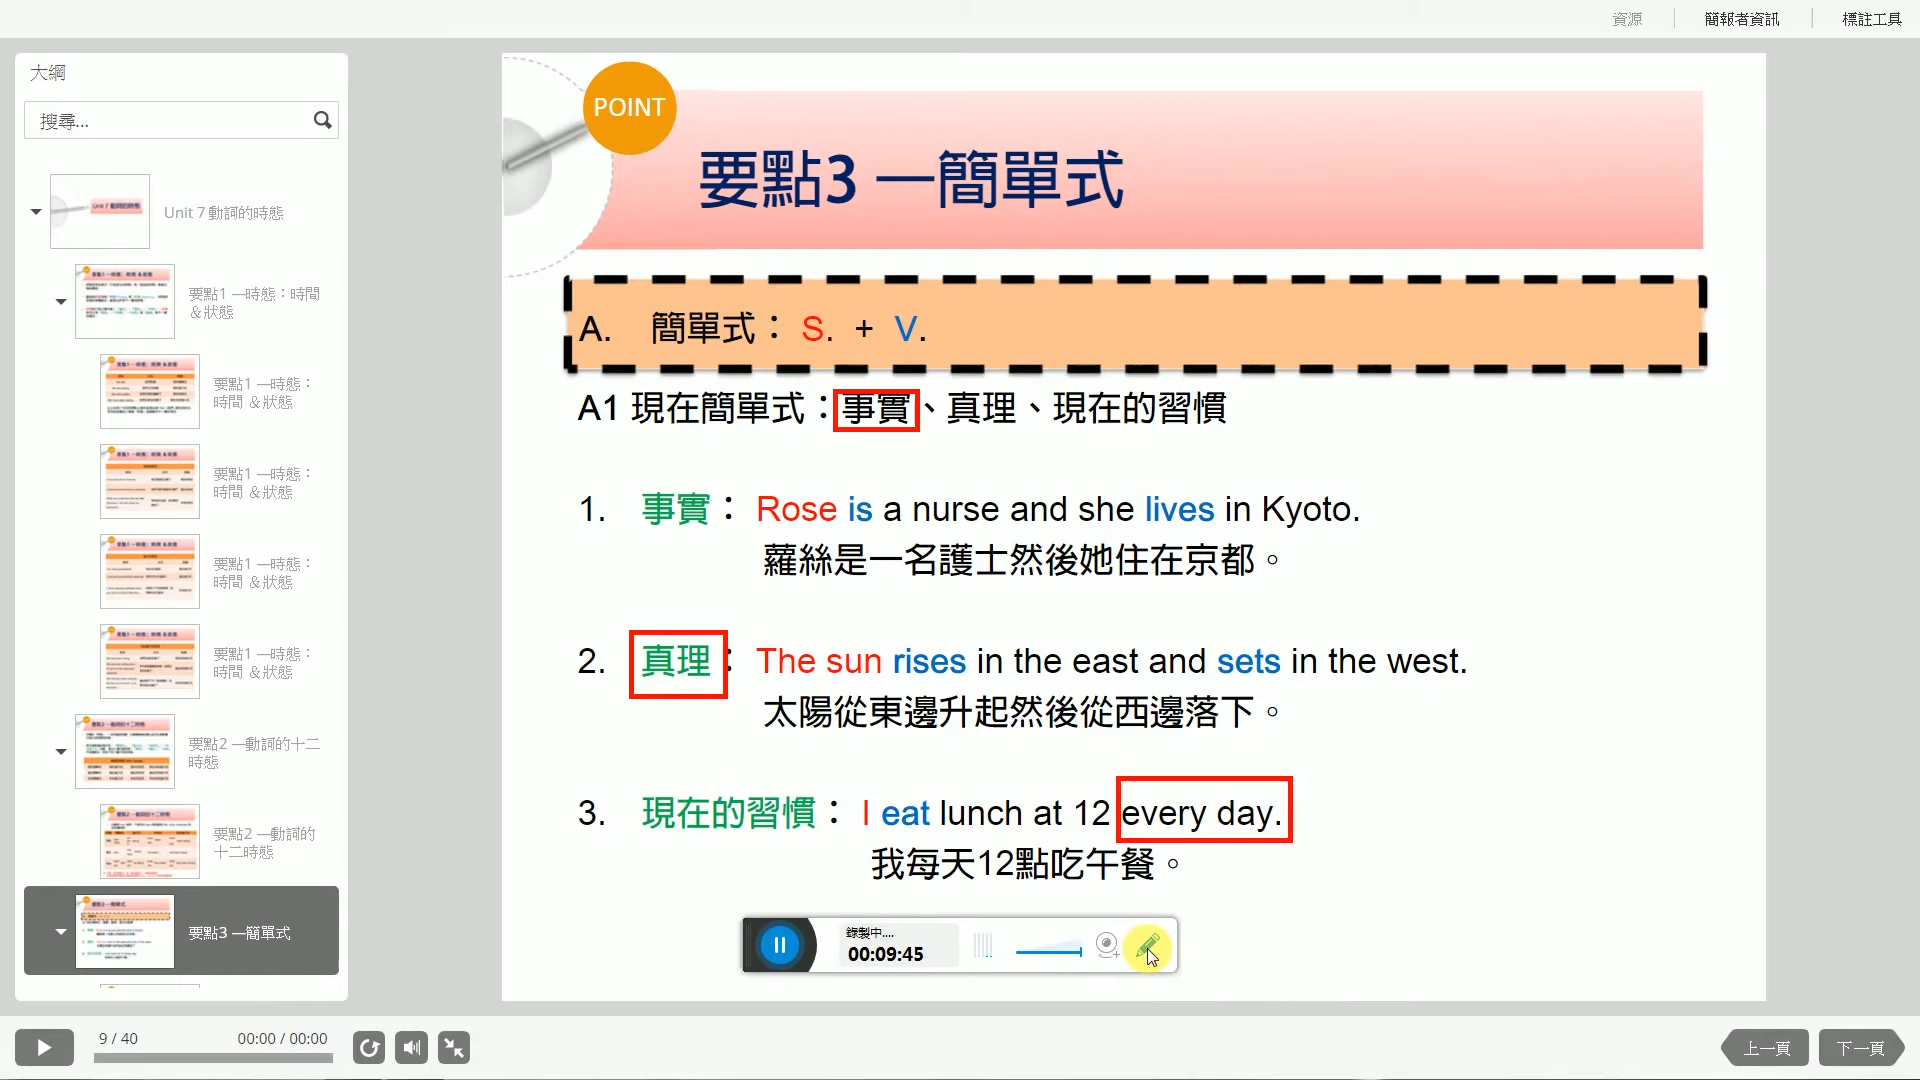 資源
簡報者資訊
標註工具
大綱
搜尋...
Unit 7 動詞的時態
Unit 7 動詞的時態
要點1 —時態：時間
＆狀態
要點1 —時態：
時間 ＆狀態
要點1 —時態：
時間 ＆狀態
要點1 —時態：
時間 ＆狀態
要點1 —時態：
時間 ＆狀態
要點2 —動詞的十二
時態
要點2 —動詞的
十二時態
要點3 —簡單式
POINT
要點3 —簡單式
A. 簡單式： S. + V.
A1 現在簡單式：事實、真理、現在的習慣
1. 事實： Rose is a nurse and she lives in Kyoto.
蘿絲是一名護士然後她住在京都。
2. 真理： The sun rises in the east and sets in the west.
太陽從東邊升起然後從西邊落下。
3. 現在的習慣： I eat lunch at 12 every day.
我每天12點吃午餐。
錄製中....
00:09:45
9 / 40
00:00 / 00:00
上一頁
下一頁